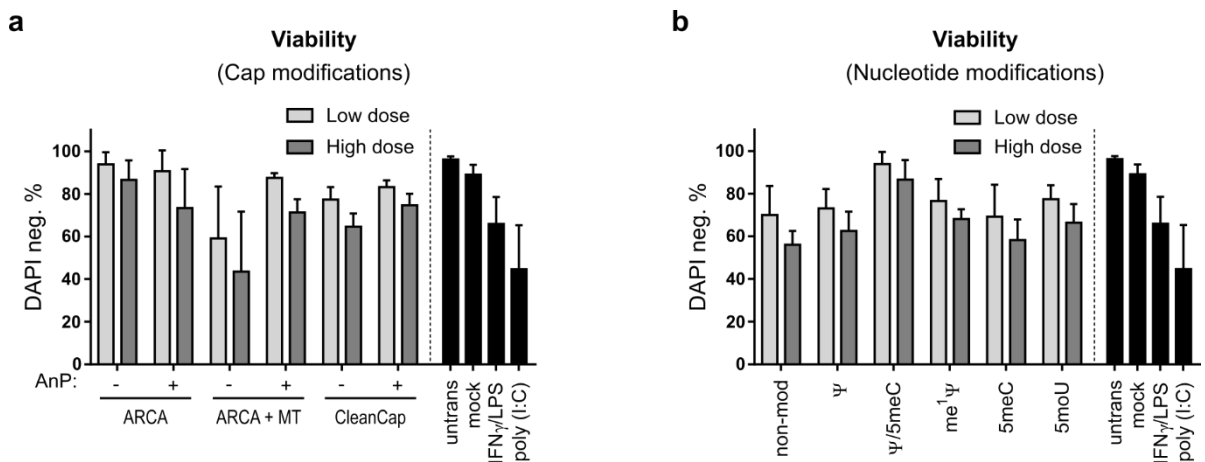 a
Viability
(Cap modifications)
Low dose
High dose
DAPI neg. %
100
80
60
40
20
0
AnP: - + - + - +
ARCA ARCA + MT CleanCap
untrans
mock
IFNγ/LPS
poly (I:C)
b
Viability
(Nucleotide modifications)
Low dose
High dose
DAPI neg. %
100
80
60
40
20
0
non-mod
Ψ
Ψ/5meC
me¹Ψ
5meC
5moU
untrans
mock
IFNγ/LPS
poly (I:C)